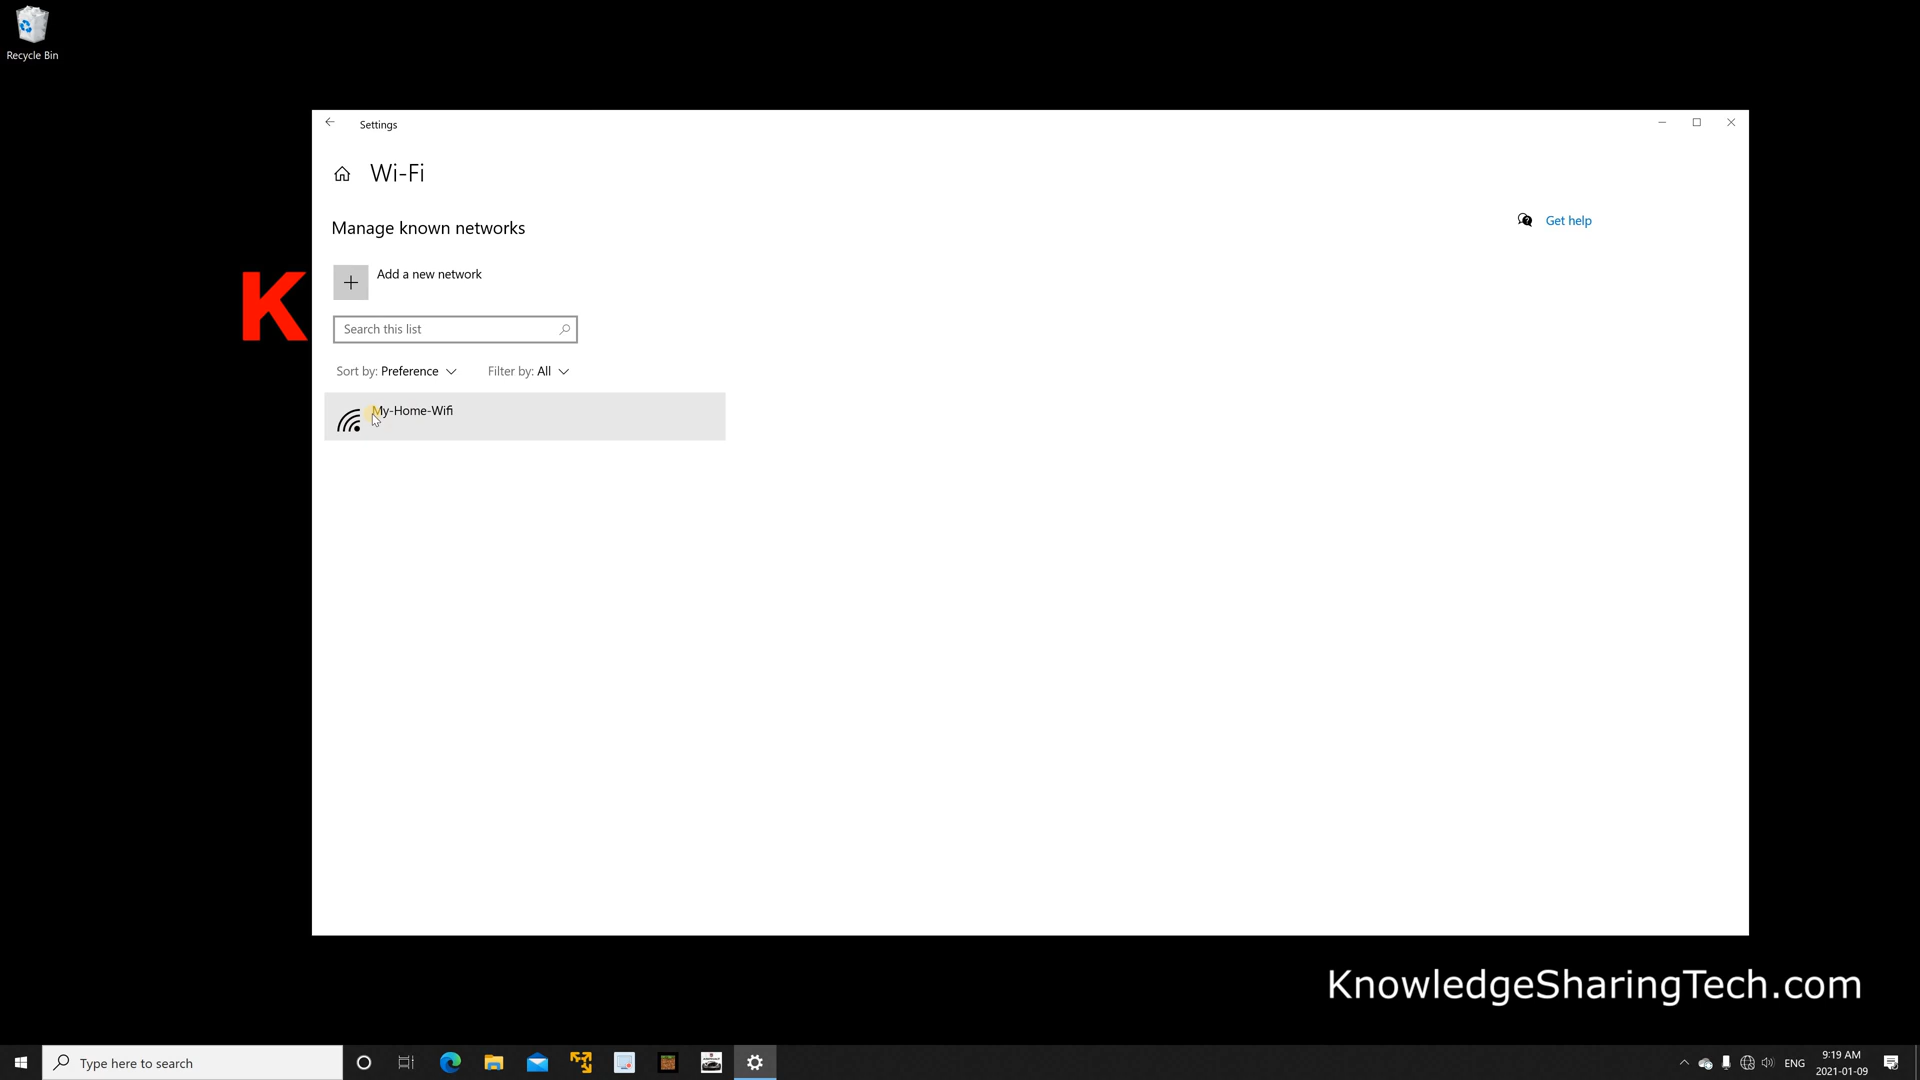 Recycle Bin
Settings
Wi-Fi
Manage known networks
Get help
Add a new network
K
Search this list
Sort by: Preference
Filter by: All
My-Home-Wifi
KnowledgeSharingTech.com
Type here to search
ENG
9:19 AM
2021-01-09